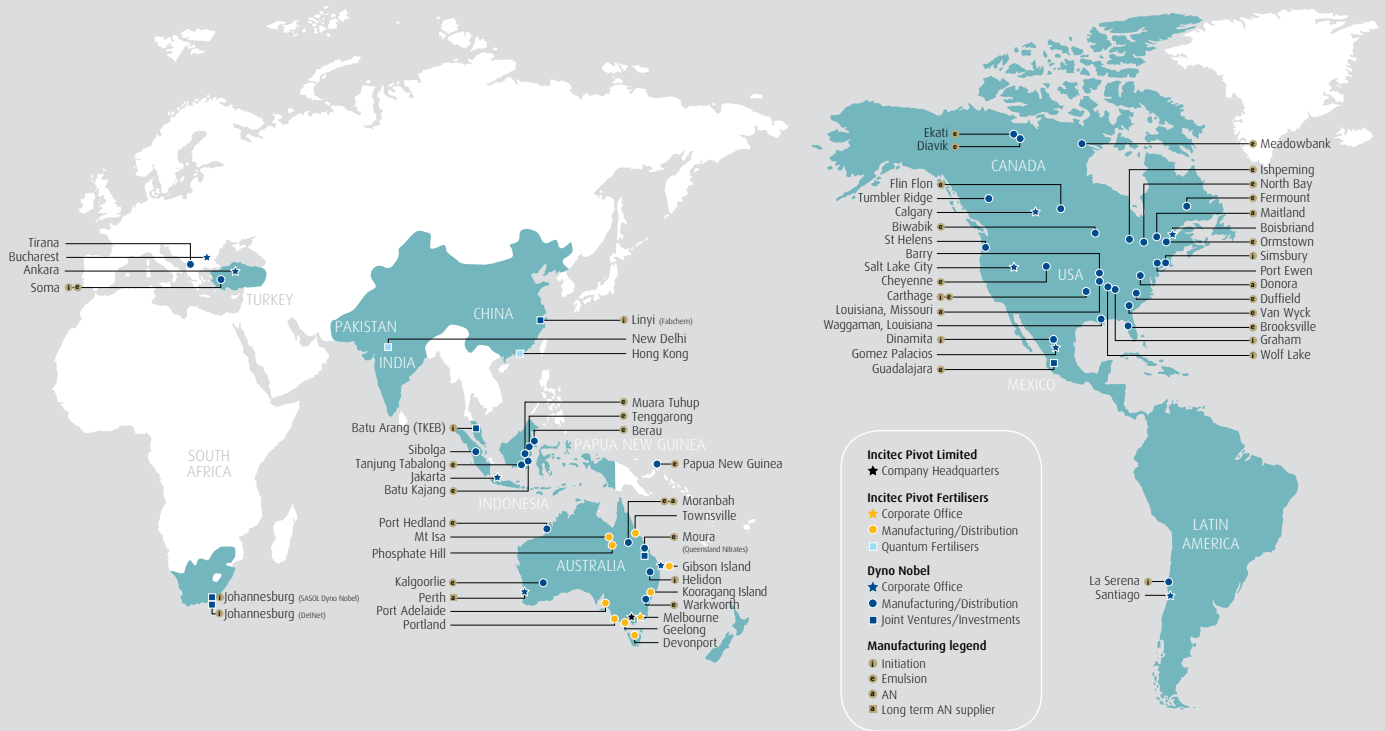 Tirana
Bucharest
Ankara
Soma i-e
TURKEY
PAKISTAN
CHINA
INDIA
i Linyi (Fabchem)
New Delhi
Hong Kong
SOUTH
AFRICA
i Johannesburg (SASOL Dyno Nobel)
i Johannesburg (DetNet)
Batu Arang (TKEB) i
Sibolga
Tanjung Tabalong e
Jakarta
Batu Kajang e
e Muara Tuhup
e Tenggarong
e Berau
PAPUA NEW GUINEA
e Papua New Guinea
INDONESIA
Port Hedland e
Mt Isa
Phosphate Hill
Kalgoorlie e
Perth a
Port Adelaide
Portland
AUSTRALIA
e-a Moranbah
Townsville
e Moura
(Queensland Nitrates)
Gibson Island
i Helidon
Kooragang Island
e Warkworth
Melbourne
Geelong
Devonport
Ekati e
Diavik e
CANADA
Flin Flon e
Tumbler Ridge
Calgary
Biwabik e
St Helens
Barry
Salt Lake City
Cheyenne e
Carthage i-e
Louisiana, Missouri a
Waggaman, Louisiana
Dinamita i
Gomez Palacios
Guadalajara e
USA
MEXICO
e Meadowbank
e Ishpeming
e North Bay
e Fermount
a Maitland
Boisbriand
e Ormstown
i Simsbury
Port Ewen
a Donora
e Duffield
e Van Wyck
e Brooksville
i Graham
i Wolf Lake
LATIN
AMERICA
La Serena i
Santiago
Incitec Pivot Limited
Company Headquarters
Incitec Pivot Fertilisers
Corporate Office
Manufacturing/Distribution
Quantum Fertilisers
Dyno Nobel
Corporate Office
Manufacturing/Distribution
Joint Ventures/Investments
Manufacturing legend
i Initiation
e Emulsion
a AN
a Long term AN supplier